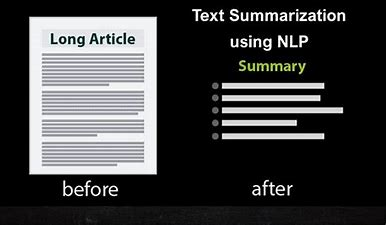 Long Article
before
Text Summarization
using NLP
Summary
after